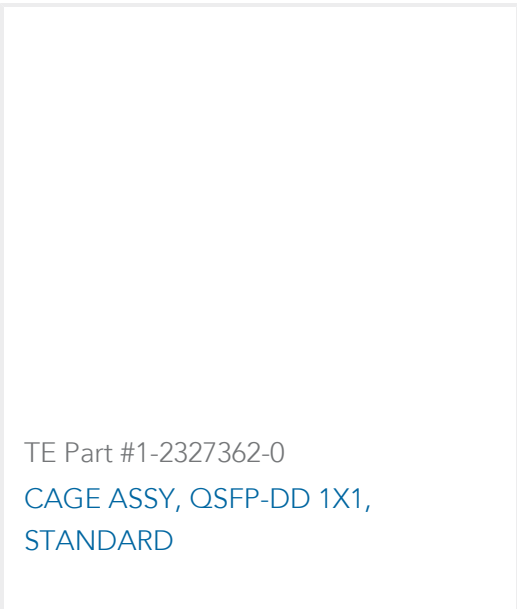 TE Part #1-2327362-0
CAGE ASSY, QSFP-DD 1X1,
STANDARD